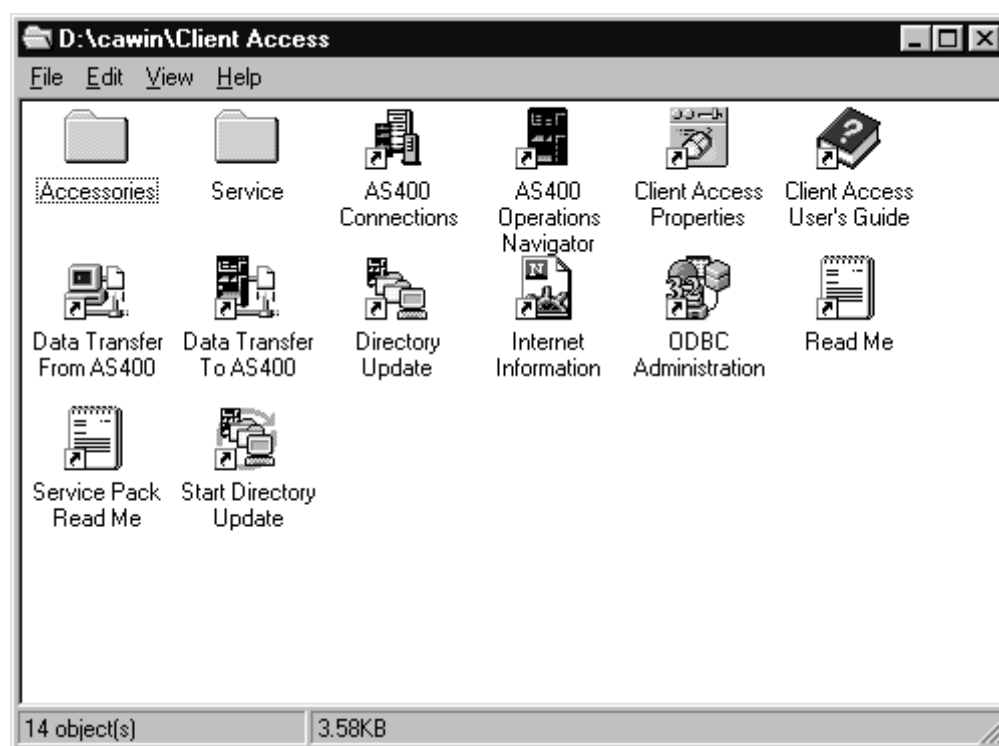 D:\cawin\Client Access
File Edit View Help
Accessories
Service
AS400
Connections
AS400
Operations
Navigator
Client Access
Properties
Client Access
User's Guide
Data Transfer
From AS400
Data Transfer
To AS400
Directory
Update
N
Internet
Information
32
ODBC
Administration
Read Me
Service Pack
Read Me
Start Directory
Update
14 object(s)
3.58KB